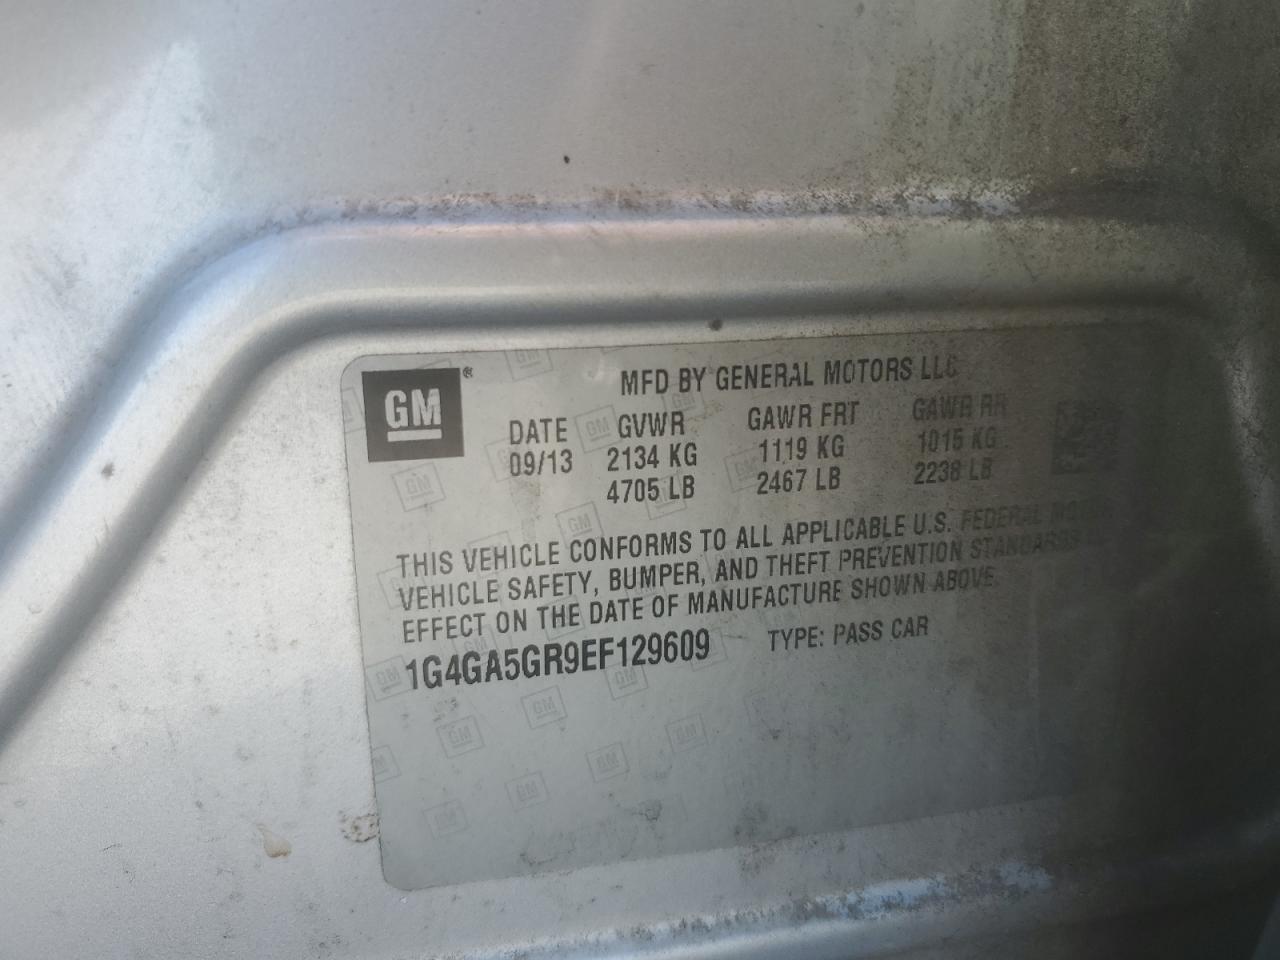 GM®
MFD BY GENERAL MOTORS LLC
DATE GVWR GAWR FRT GAWR RR
09/13 2134 KG 1119 KG 1015 KG
4705 LB 2467 LB 2238 LB
THIS VEHICLE CONFORMS TO ALL APPLICABLE U.S. FEDERAL MOTOR
VEHICLE SAFETY, BUMPER, AND THEFT PREVENTION STANDARDS
EFFECT ON THE DATE OF MANUFACTURE SHOWN ABOVE.
1G4GA5GR9EF129609 TYPE: PASS CAR